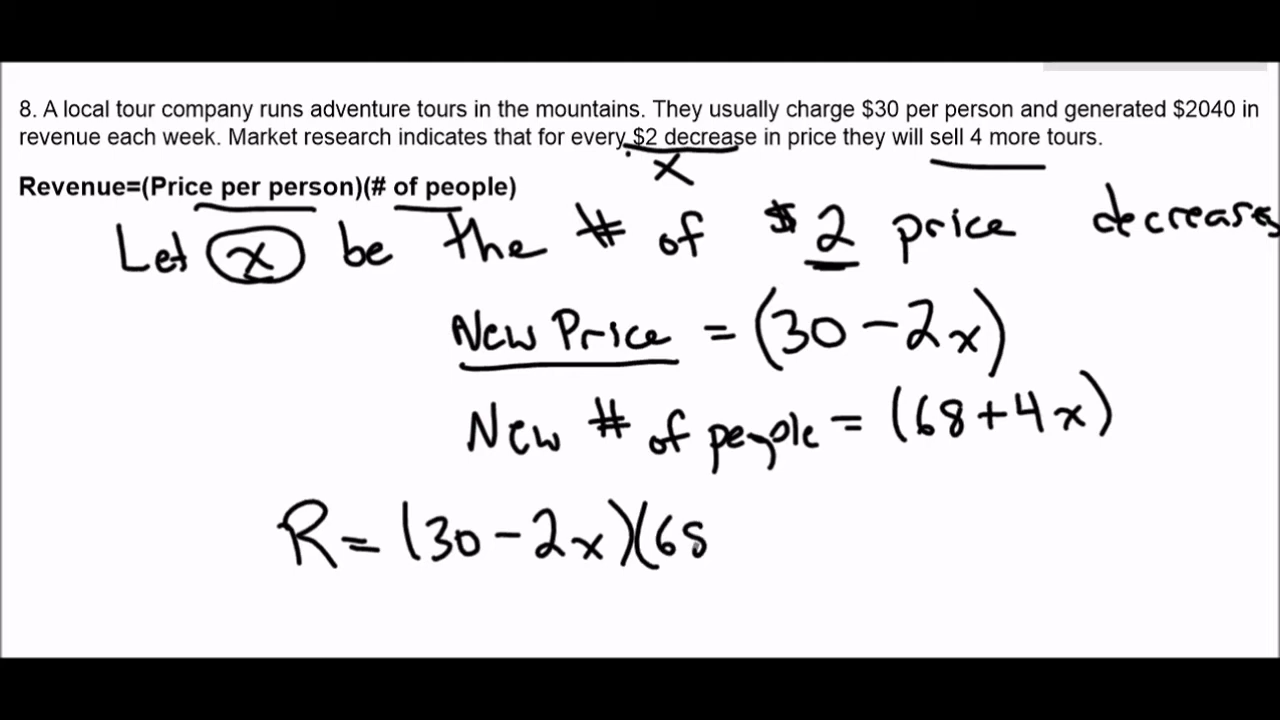 8. A local tour company runs adventure tours in the mountains. They usually charge $30 per person and generated $2040 in
revenue each week. Market research indicates that for every $2 decrease in price they will sell 4 more tours.
x
Revenue=(Price per person)(# of people)
Let x be the # of $2 price decreases
New Price = (30 - 2x)
New # of people = (68 + 4x)
R = (30 - 2x)(68